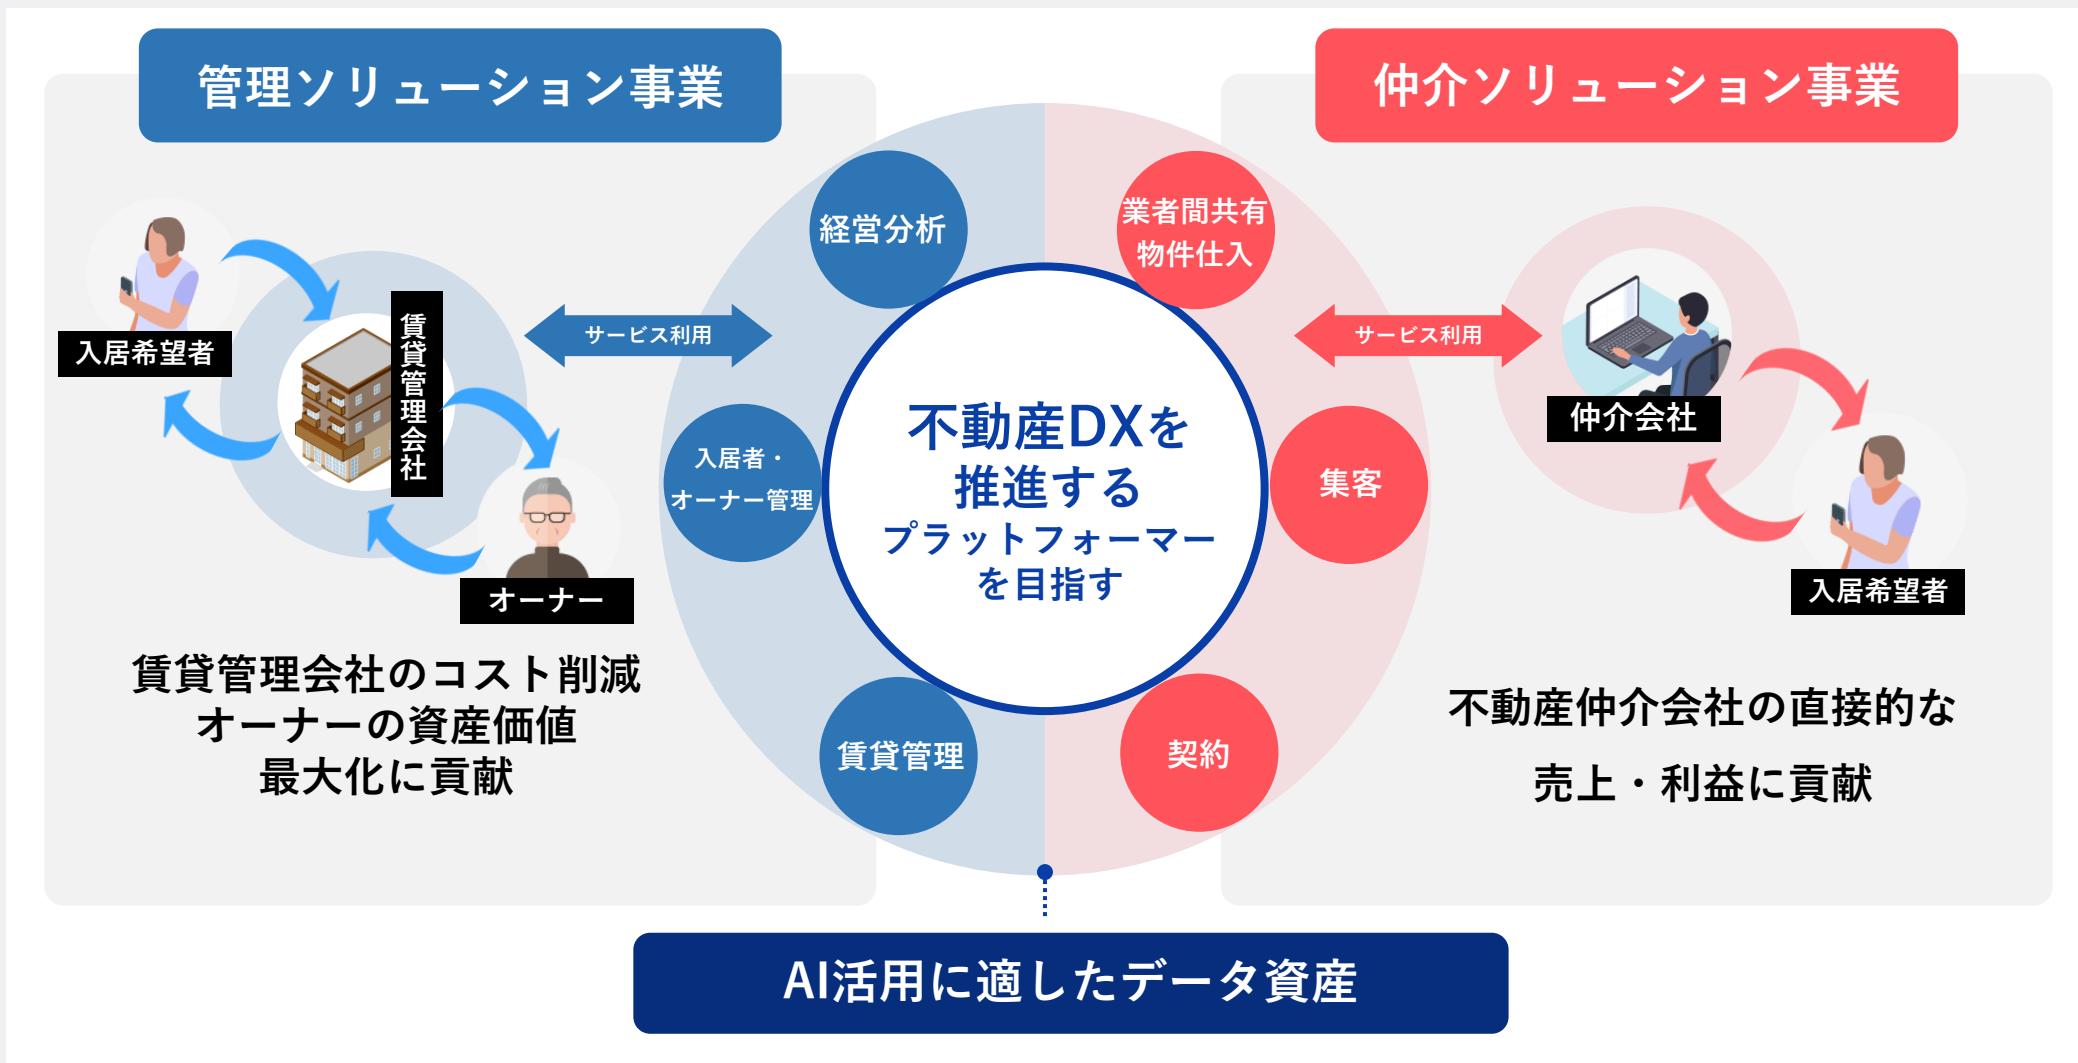 管理ソリューション事業
仲介ソリューション事業
入居希望者
賃貸管理会社
オーナー
サービス利用
賃貸管理会社のコスト削減
オーナーの資産価値
最大化に貢献
経営分析
入居者・
オーナー管理
賃貸管理
不動産DXを
推進する
プラットフォーマー
を目指す
業者間共有
物件仕入
集客
契約
サービス利用
仲介会社
入居希望者
不動産仲介会社の直接的な
売上・利益に貢献
AI活用に適したデータ資産